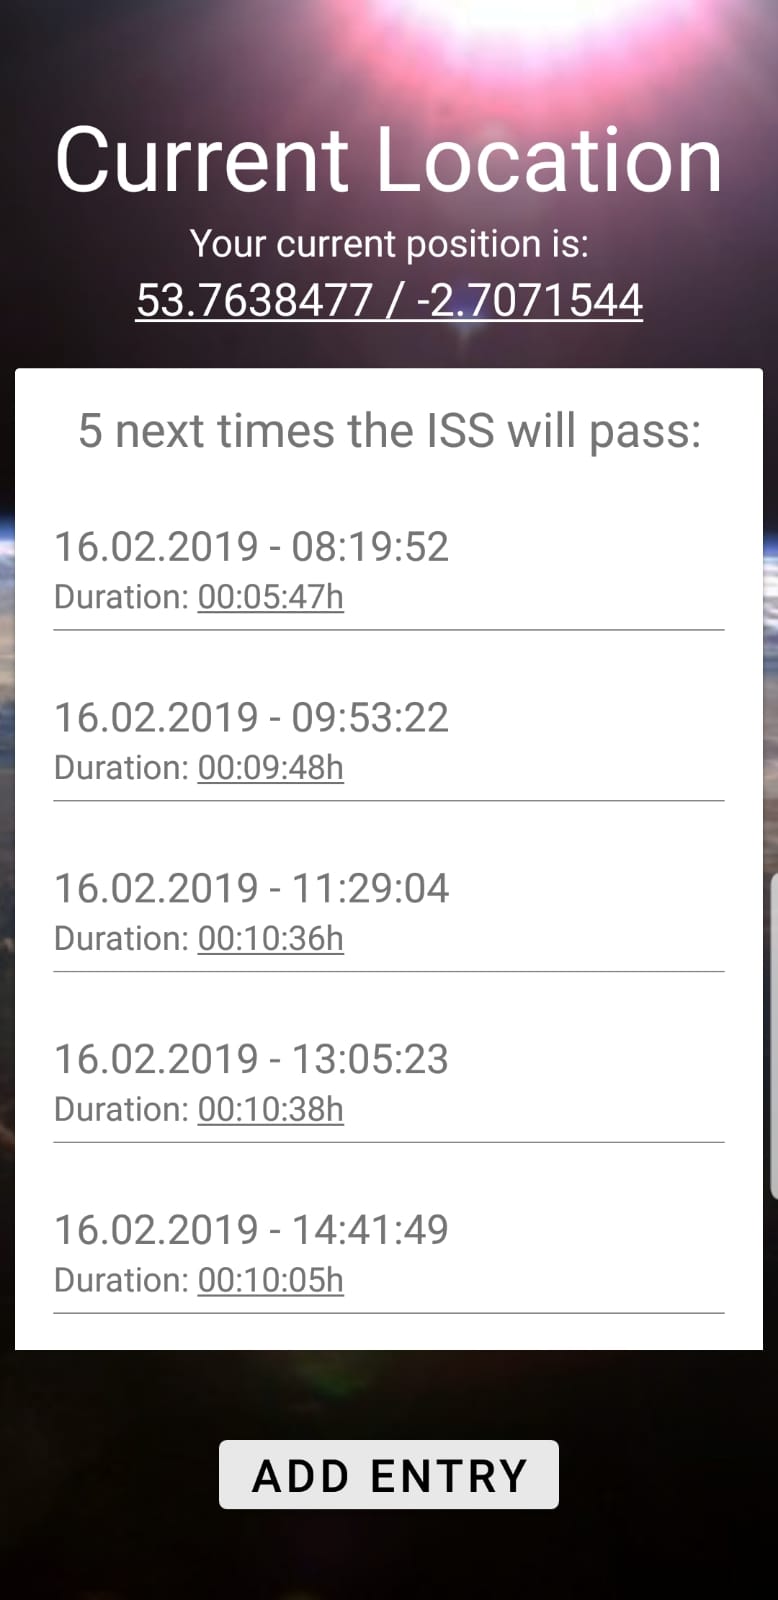 Current Location
Your current position is:
53.7638477 / -2.7071544
5 next times the ISS will pass:
16.02.2019 - 08:19:52
Duration: 00:05:47h
16.02.2019 - 09:53:22
Duration: 00:09:48h
16.02.2019 - 11:29:04
Duration: 00:10:36h
16.02.2019 - 13:05:23
Duration: 00:10:38h
16.02.2019 - 14:41:49
Duration: 00:10:05h
ADD ENTRY